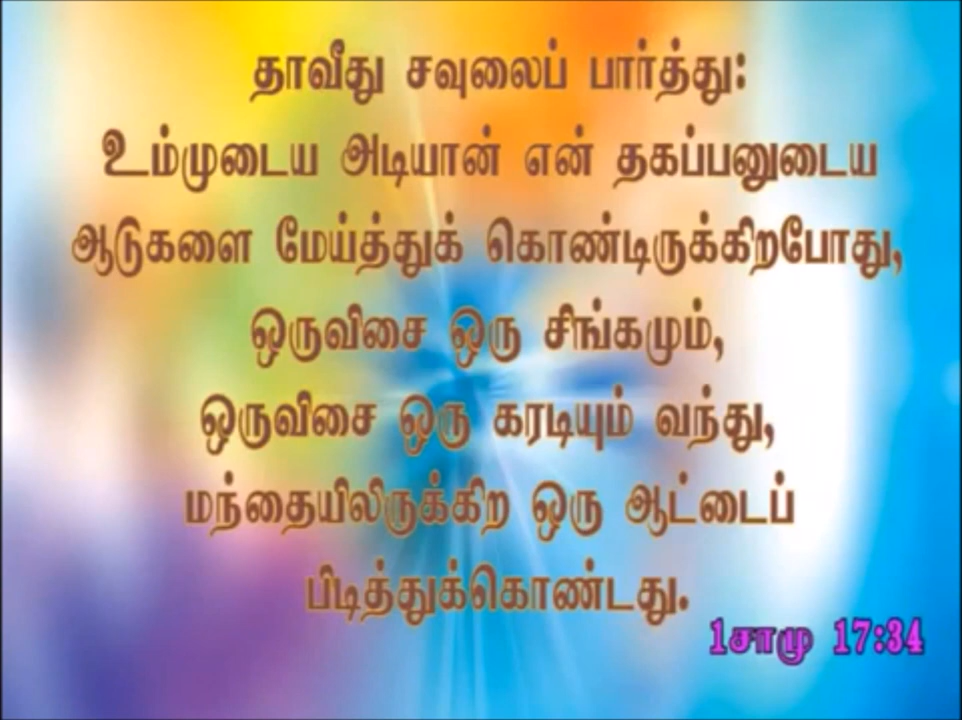 தாவீது சவுலைப் பார்த்து:
உம்முடைய அடியான் என் தகப்பனுடைய
ஆடுகளை மேய்த்துக் கொண்டிருக்கிறபோது,
ஒருவிசை ஒரு சிங்கமும்,
ஒருவிசை ஒரு கரடியும் வந்து,
மந்தையிலிருக்கிற ஒரு ஆட்டைப்
பிடித்துக்கொண்டது.
1சாமு 17:34